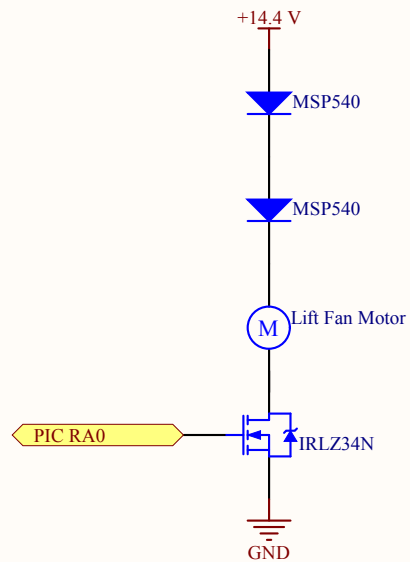 +14.4 V
MSP540
MSP540
Lift Fan Motor
M
PIC RA0
IRLZ34N
GND